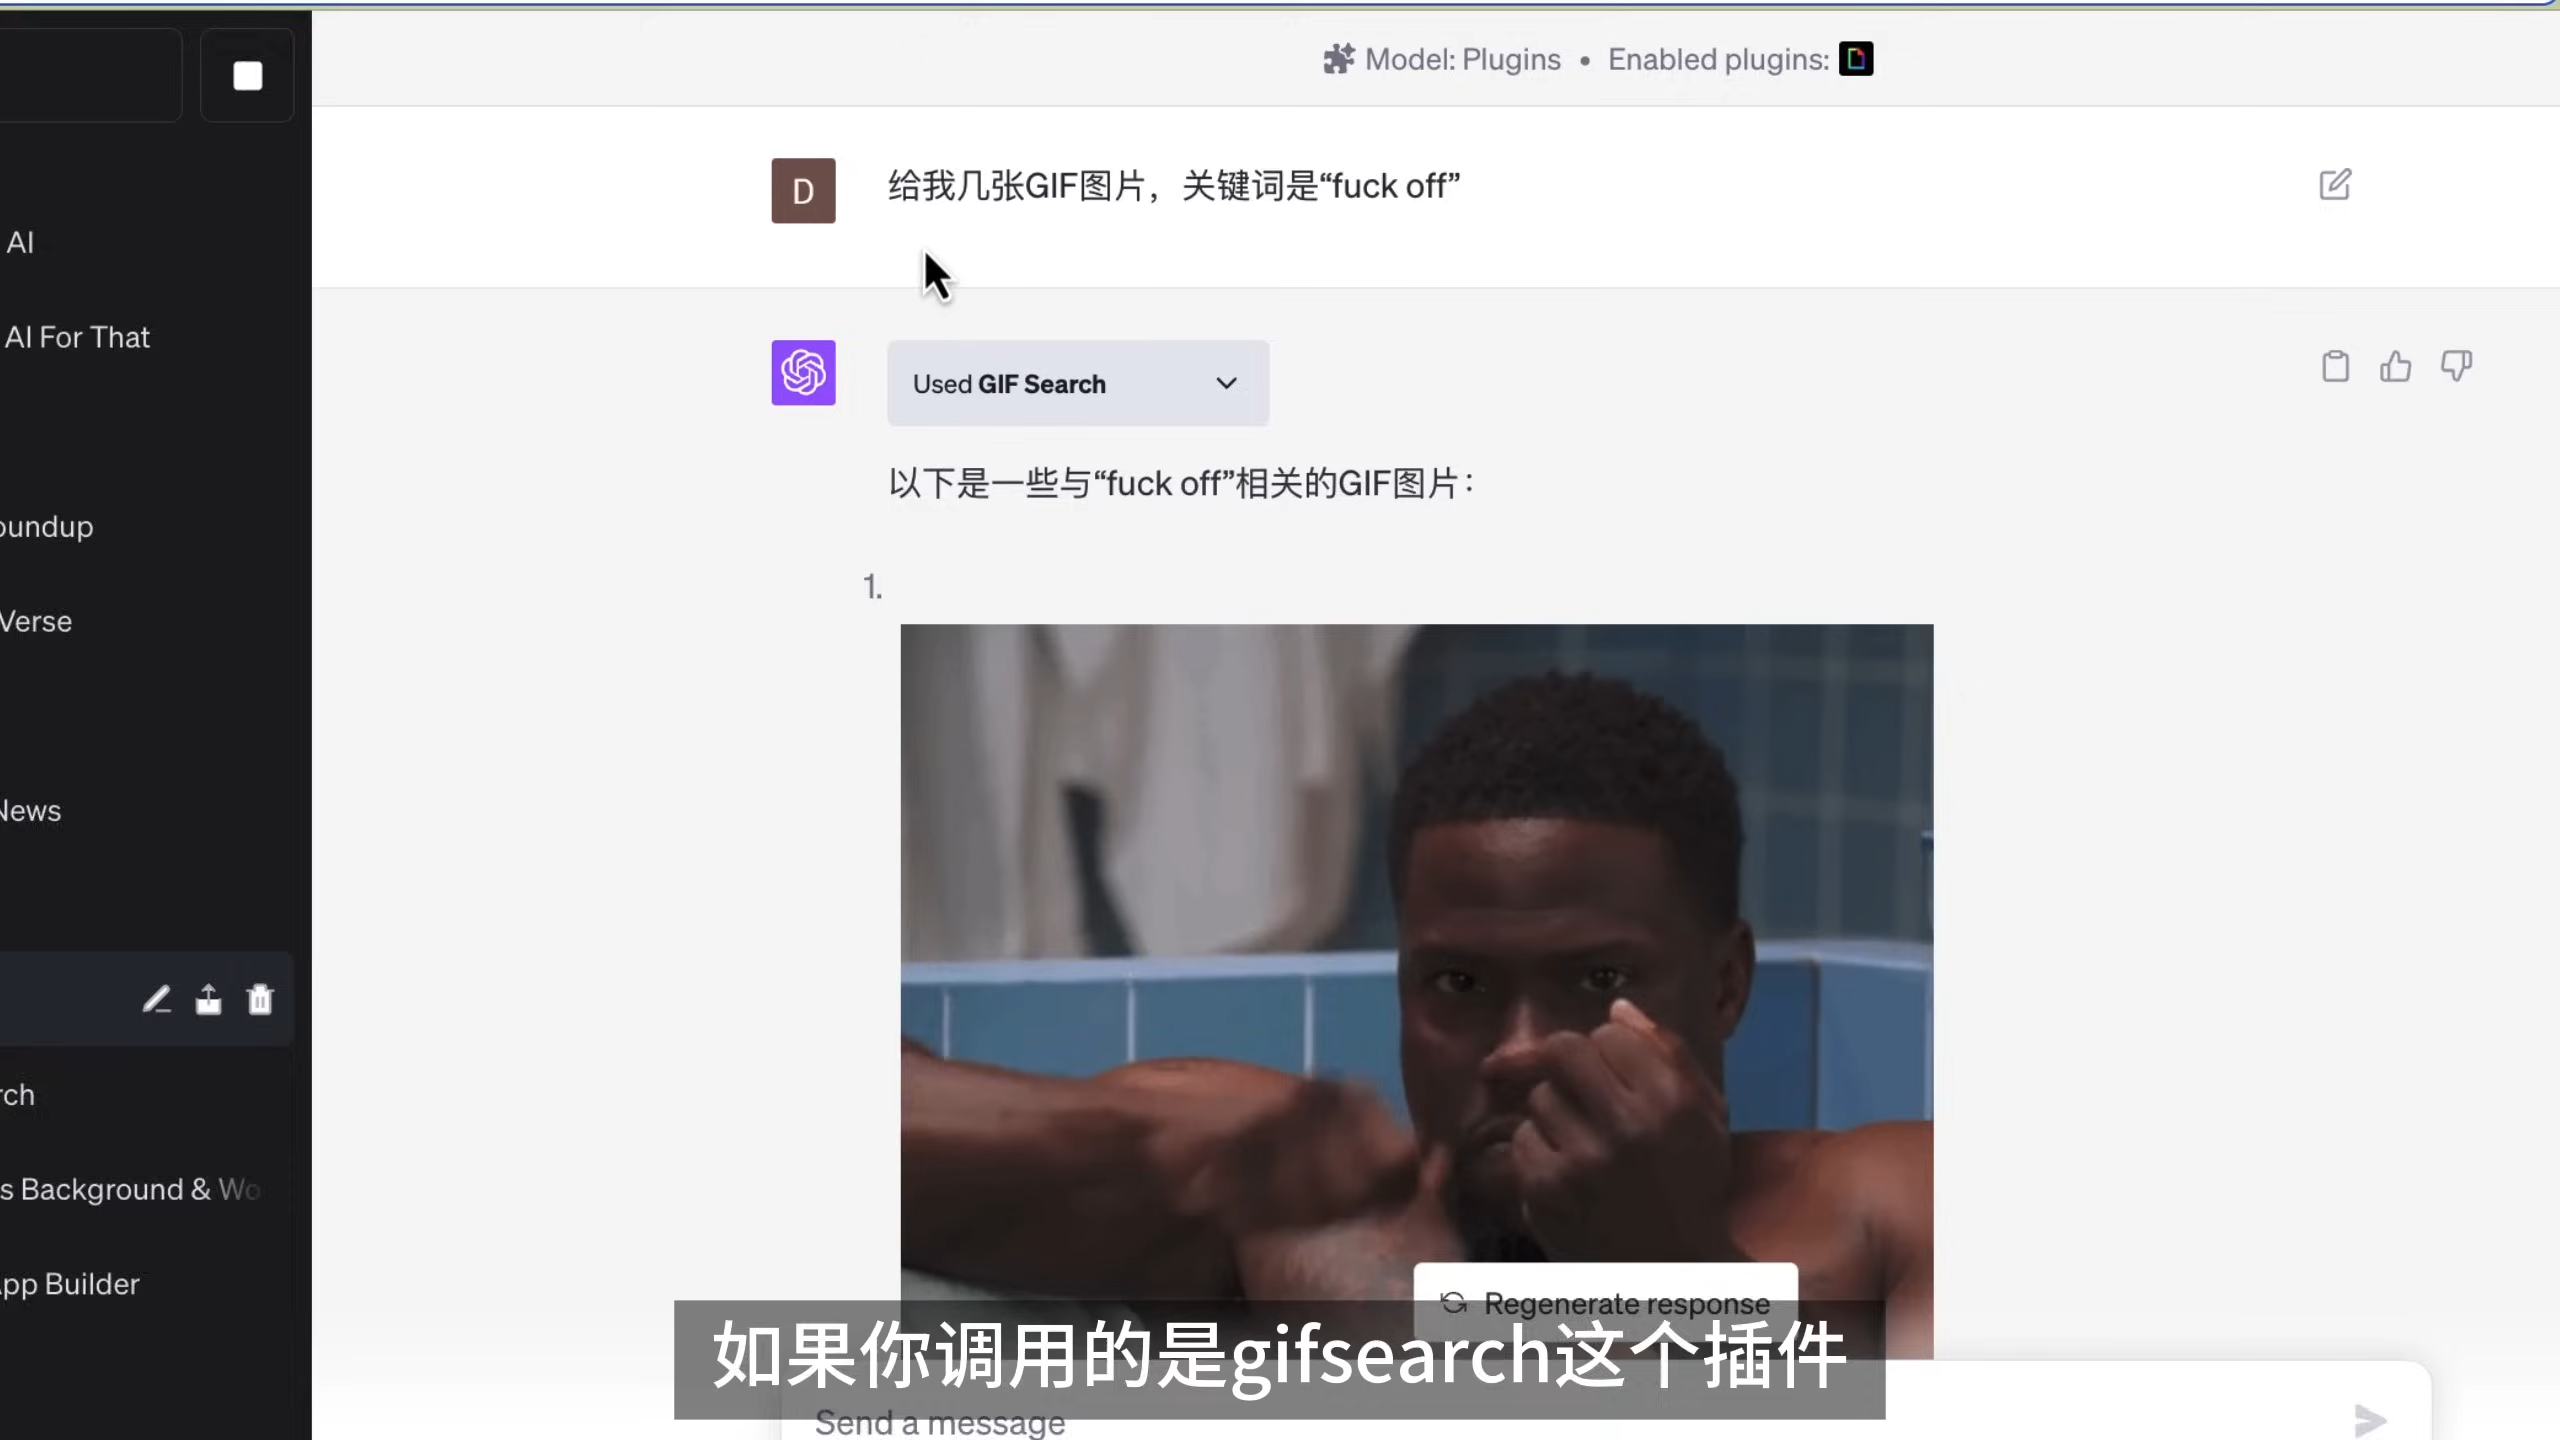 Model: Plugins • Enabled plugins:
D
给我几张GIF图片，关键词是“fuck off”
AI
AI For That
oundup
Verse
News
rch
s Background & Wo
pp Builder
Used GIF Search
以下是一些与“fuck off”相关的GIF图片：
1.
Regenerate response
如果你调用的是gifsearch这个插件
Send a message